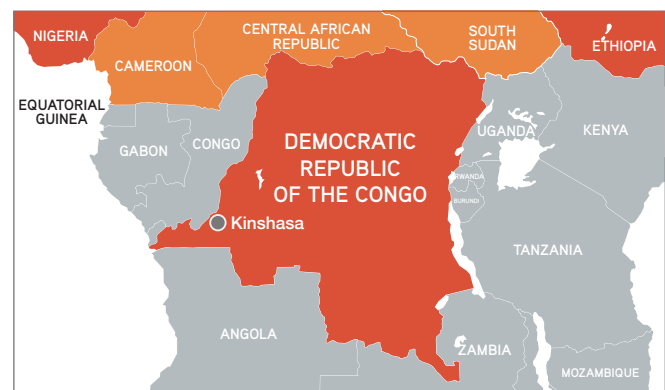 NIGERIA
CENTRAL AFRICAN
REPUBLIC
SOUTH
SUDAN
ETHIOPIA
CAMEROON
EQUATORIAL
GUINEA
GABON
CONGO
DEMOCRATIC
REPUBLIC
OF THE CONGO
UGANDA
KENYA
RWANDA
BURUNDI
Kinshasa
TANZANIA
ANGOLA
ZAMBIA
MOZAMBIQUE